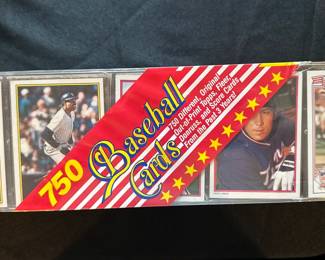 750
Baseball
Cards
750 Different, Original
Out-of-Print Topps, Fleer,
Donruss, and Score Cards
From the Past 3 Years!